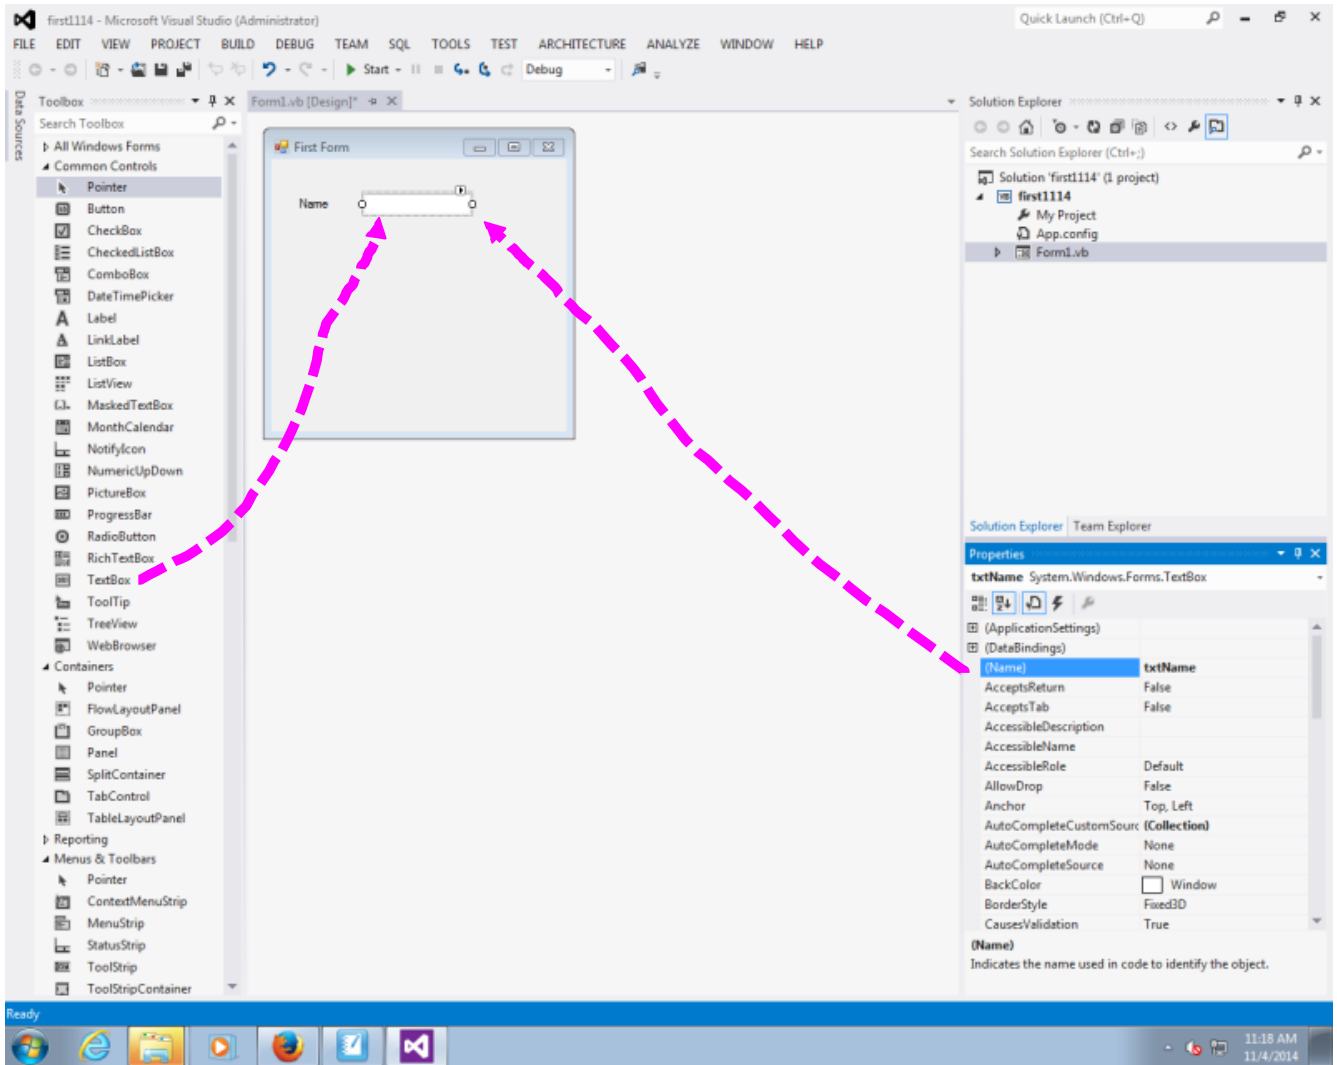 first1114 - Microsoft Visual Studio (Administrator)
Quick Launch (Ctrl+Q)
FILE EDIT VIEW PROJECT BUILD DEBUG TEAM SQL TOOLS TEST ARCHITECTURE ANALYZE WINDOW HELP
Start
Debug
Data Sources
Toolbox
Search Toolbox
All Windows Forms
Common Controls
Pointer
Button
CheckBox
CheckedListBox
ComboBox
DateTimePicker
Label
LinkLabel
ListBox
ListView
MaskedTextBox
MonthCalendar
NotifyIcon
NumericUpDown
PictureBox
ProgressBar
RadioButton
RichTextBox
TextBox
ToolTip
TreeView
WebBrowser
Containers
Pointer
FlowLayoutPanel
GroupBox
Panel
SplitContainer
TabControl
TableLayoutPanel
Reporting
Menus & Toolbars
Pointer
ContextMenuStrip
MenuStrip
StatusStrip
ToolStrip
ToolStripContainer
Form1.vb [Design]*
First Form
Name
Solution Explorer
Search Solution Explorer (Ctrl+;)
Solution 'first1114' (1 project)
first1114
My Project
App.config
Form1.vb
Solution Explorer Team Explorer
Properties
txtName System.Windows.Forms.TextBox
(ApplicationSettings)
(DataBindings)
(Name) txtName
AcceptsReturn False
AcceptsTab False
AccessibleDescription
AccessibleName
AccessibleRole Default
AllowDrop False
Anchor Top, Left
AutoCompleteCustomSourc (Collection)
AutoCompleteMode None
AutoCompleteSource None
BackColor Window
BorderStyle Fixed3D
CausesValidation True
(Name)
Indicates the name used in code to identify the object.
Ready
11:18 AM
11/4/2014